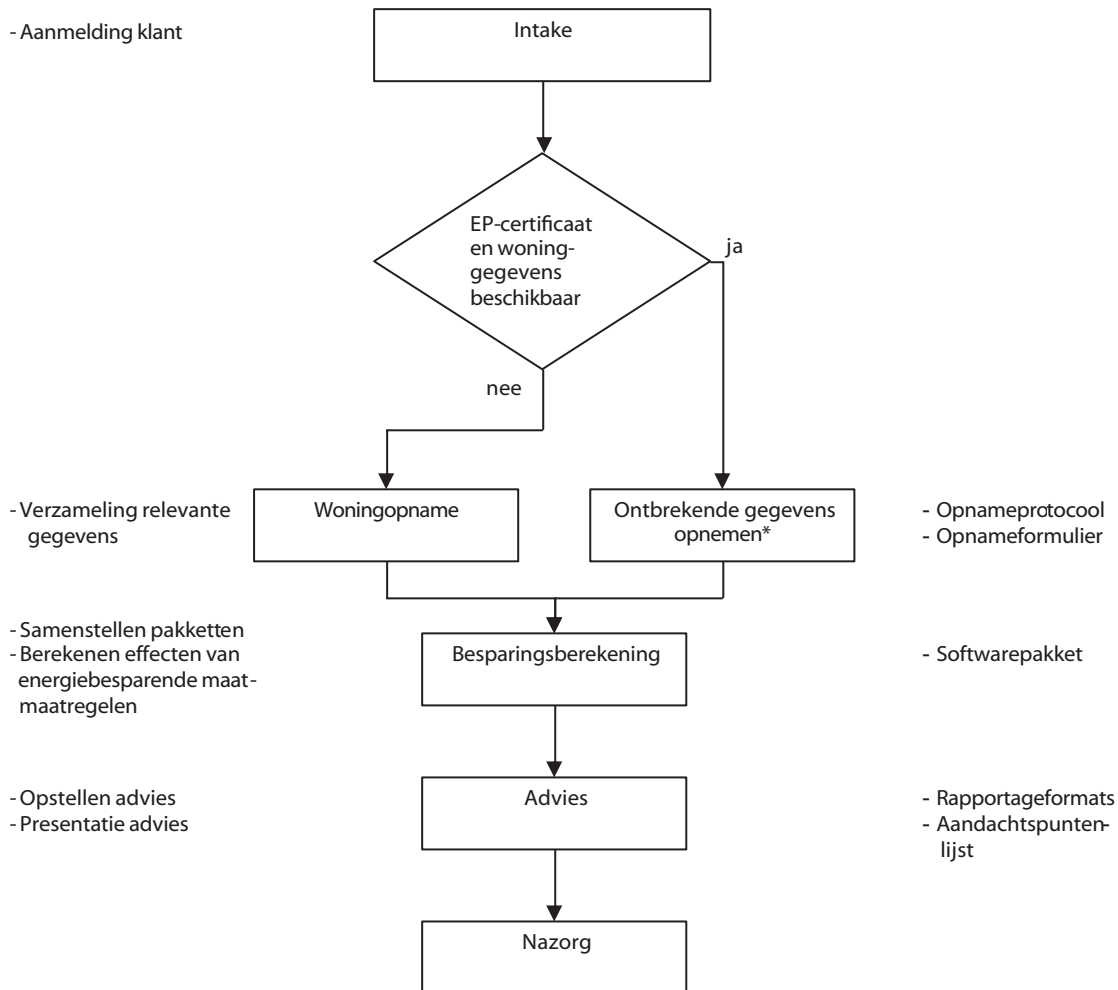 - Aanmelding klant
Intake
EP-certificaat
en woning-
gegevens
beschikbaar
ja
nee
- Verzameling relevante
gegevens
Woningopname
Ontbrekende gegevens
opnemen*
- Opnameprotocool
- Opnameformulier
- Samenstellen pakketten
- Berekenen effecten van
energiebesparende maat-
maatregelen
Besparingsberekening
- Softwarepakket
- Opstellen advies
- Presentatie advies
Advies
- Rapportageformats
- Aandachtspunten-
lijst
Nazorg